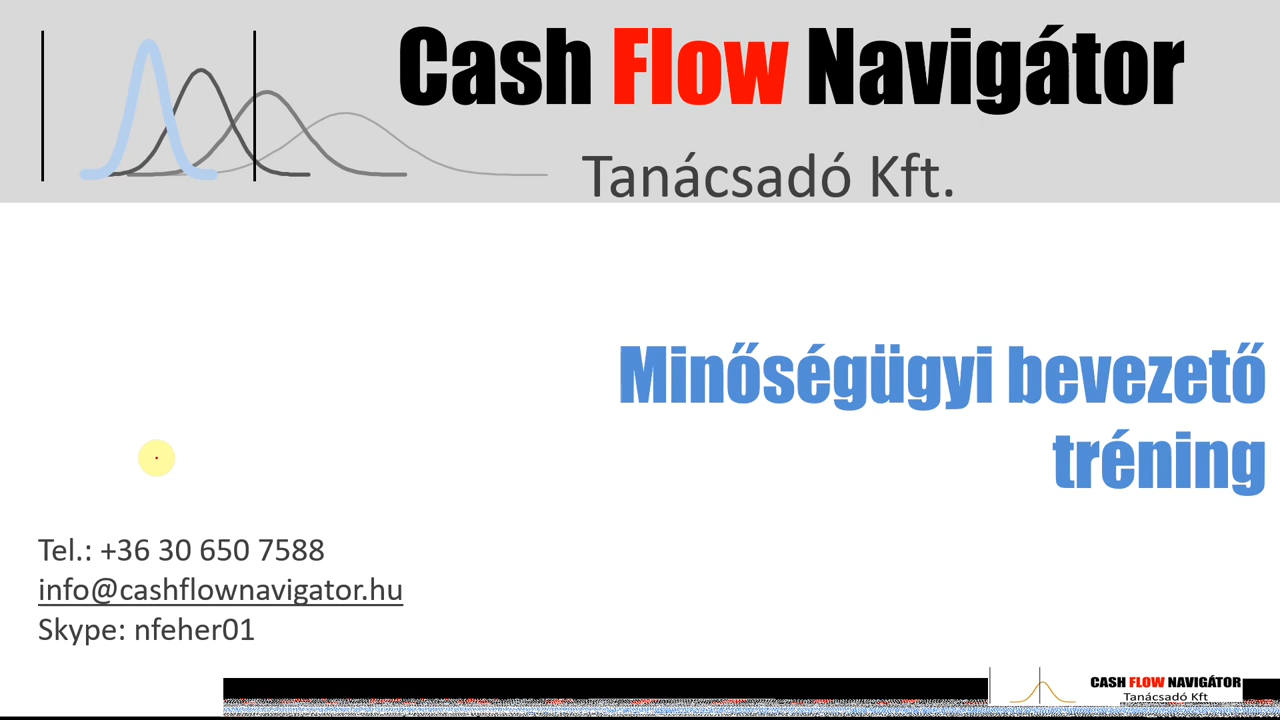 Cash Flow Navigátor
Tanácsadó Kft.
Minőségügyi bevezető
tréning
Tel.: +36 30 650 7588
info@cashflownavigator.hu
Skype: nfeher01
CASH FLOW NAVIGÁTOR
Tanácsadó Kft